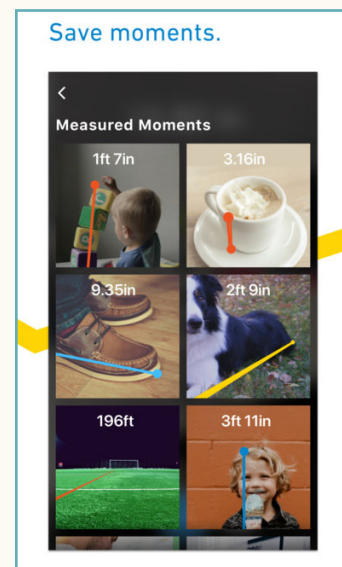 Save moments.
Measured Moments
1ft 7in
3.16in
9.35in
2ft 9in
196ft
3ft 11in